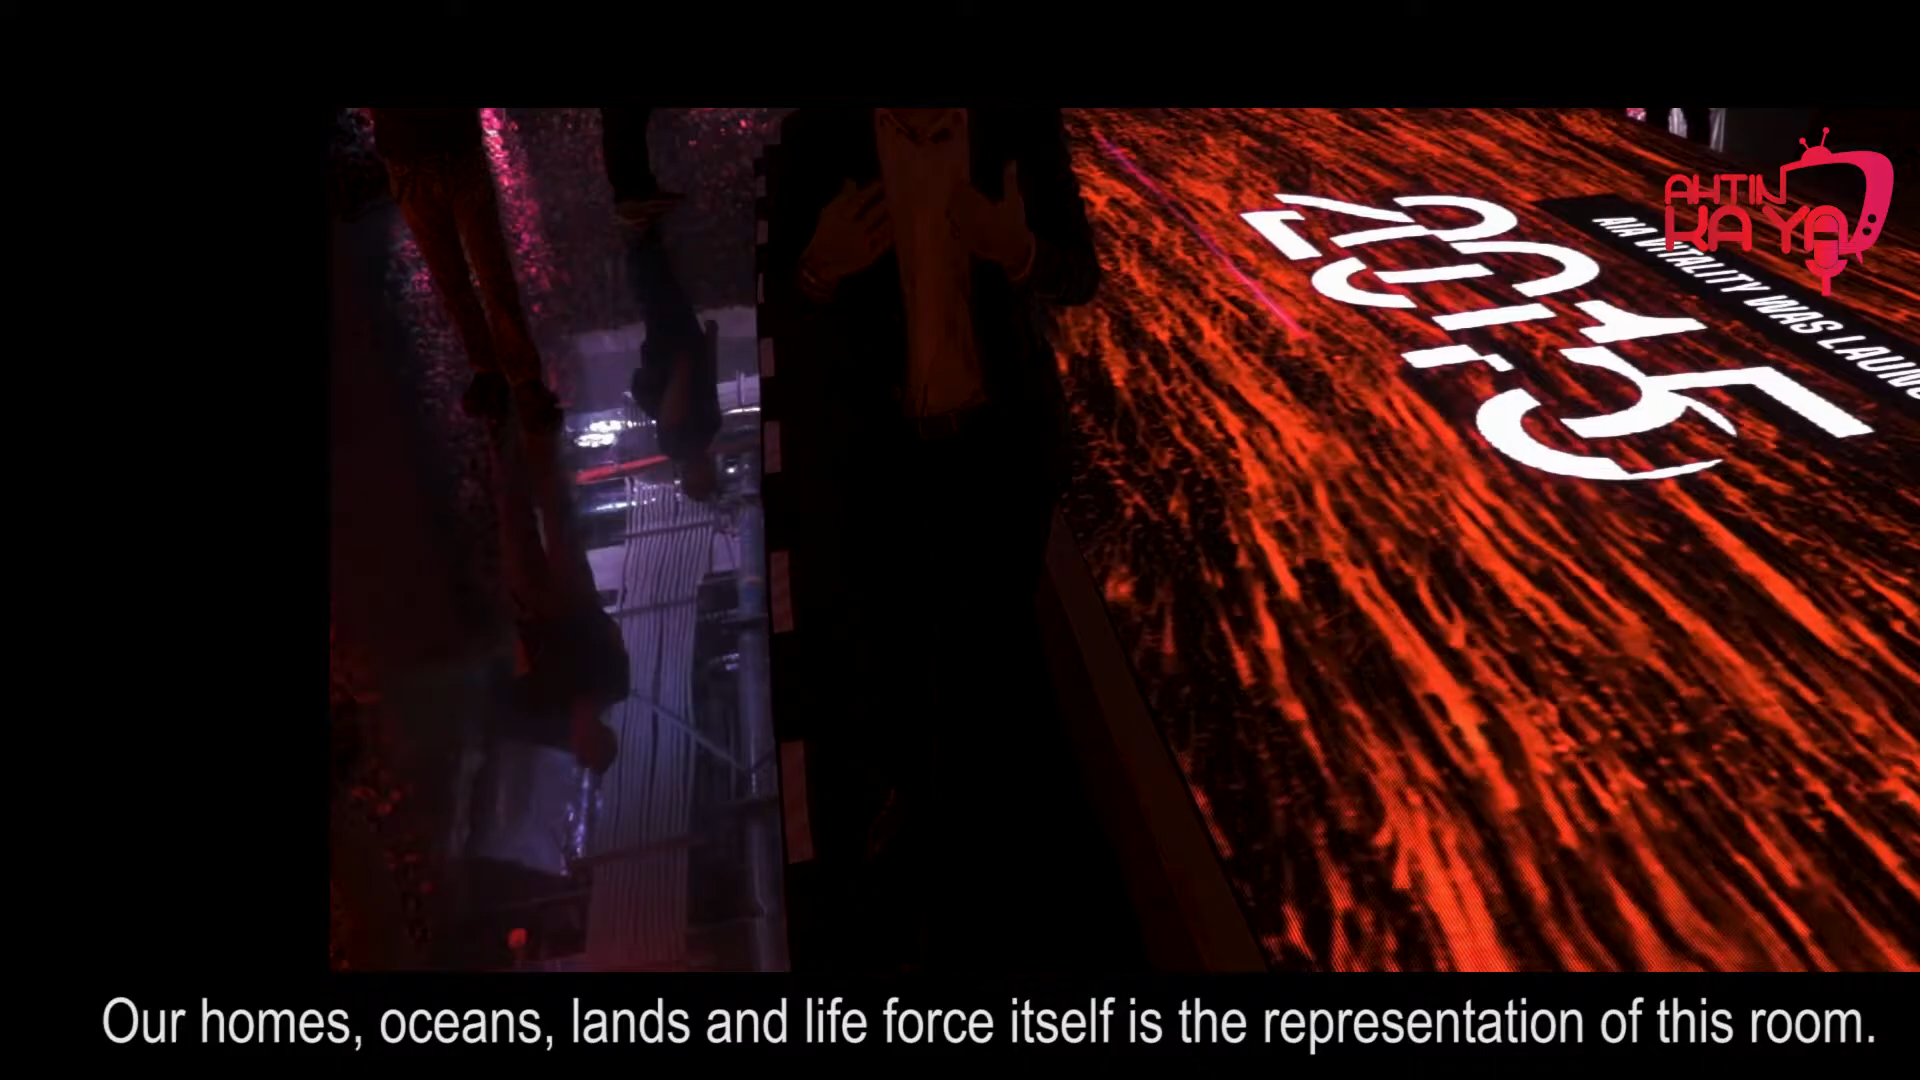 AHTIN
KA YA
2015
AIA VITALITY WAS
Our homes, oceans, lands and life force itself is the representation of this room.